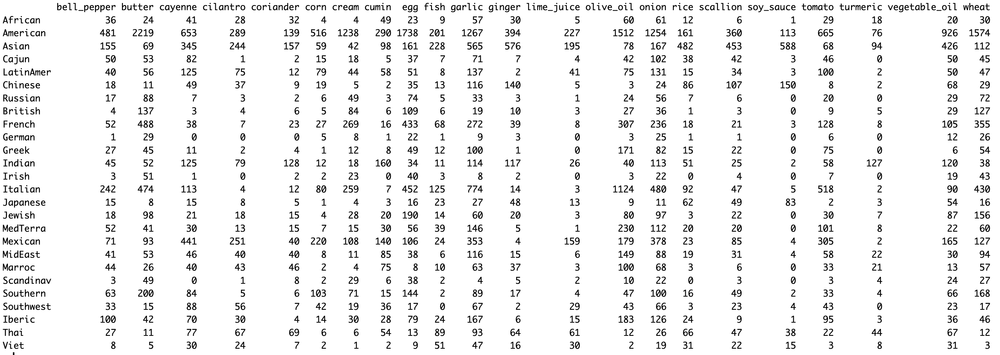 bell_pepper butter cayenne cilantro coriander corn cream cumin egg fish garlic ginger lime_juice olive_oil onion rice scallion soy_sauce tomato turmeric vegetable_oil wheat
African 36 24 41 28 32 4 4 49 23 9 57 30 5 60 61 12 6 1 29 18 20 30
American 481 2219 653 289 139 516 1238 290 1738 201 1267 394 227 1512 1254 161 360 113 665 76 926 1574
Asian 155 69 345 244 157 59 42 98 161 228 565 576 195 78 167 482 453 588 68 94 426 112
Cajun 50 53 82 1 2 15 18 5 37 7 71 7 4 42 102 38 42 3 46 0 50 45
LatinAmer 40 56 125 75 12 79 44 58 51 8 137 2 41 75 131 15 34 3 100 2 50 47
Chinese 18 11 49 37 9 19 5 2 35 13 116 140 5 3 24 86 107 150 8 2 68 29
Russian 17 88 7 3 2 6 49 3 74 5 33 3 1 24 56 7 6 0 20 0 29 72
British 4 137 3 4 6 5 84 6 109 6 19 10 3 27 36 1 3 0 9 5 29 127
French 52 488 38 7 23 27 269 16 433 68 272 39 8 307 236 18 21 3 128 8 105 355
German 1 29 0 0 0 5 8 1 22 1 9 3 0 3 25 1 1 0 6 0 12 26
Greek 27 45 11 2 4 1 12 8 49 12 100 1 0 171 82 15 22 0 75 0 6 54
Indian 45 52 125 79 128 12 18 160 34 11 114 117 26 40 113 51 25 2 58 127 120 38
Irish 3 51 1 0 2 2 23 0 40 3 8 2 0 3 22 0 4 0 7 0 19 43
Italian 242 474 113 4 12 80 259 7 452 125 774 14 3 1124 480 92 47 5 518 2 90 430
Japanese 15 8 15 8 5 1 4 3 16 23 27 48 13 9 11 62 49 83 2 3 54 16
Jewish 18 98 21 18 15 4 28 20 190 14 60 20 3 80 97 3 22 0 30 7 87 156
MedTerra 52 41 30 13 15 7 15 30 56 39 146 5 1 230 112 20 20 0 101 8 22 60
Mexican 71 93 441 251 40 220 108 140 106 24 353 4 159 179 378 23 85 4 305 2 165 127
MidEast 41 53 46 40 40 8 11 85 38 6 116 15 6 149 88 19 31 4 58 22 30 94
Marroc 44 26 40 43 46 2 4 75 8 10 63 37 3 100 68 3 6 0 33 21 13 57
Scandinav 3 49 0 1 8 2 29 6 38 2 4 5 2 10 22 0 3 0 3 4 24 27
Southern 63 200 84 5 6 103 71 15 144 2 89 17 4 47 100 16 49 2 33 4 66 168
Southwest 33 15 88 56 7 42 19 36 17 0 67 2 29 43 66 3 23 4 43 0 23 17
Iberic 100 42 70 30 4 14 30 28 79 24 167 6 15 183 126 24 9 1 95 3 36 46
Thai 27 11 77 67 69 6 6 54 13 89 93 64 61 12 26 66 47 38 22 44 67 12
Viet 8 5 30 24 7 2 1 2 9 51 47 16 30 2 19 31 22 15 3 8 31 3